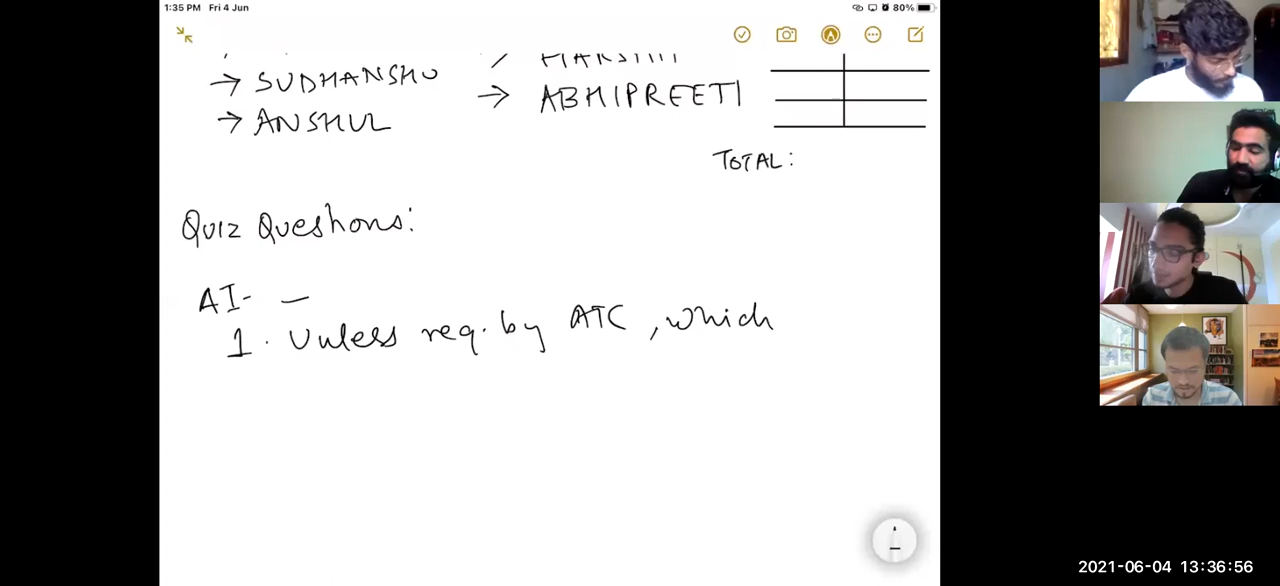 1:35 PM Fri 4 Jun
80%
→ SUDHANSHU
→ ABHIPREETI
→ ANSHUL
TOTAL:
Quiz Questions:
AI- —
1. Unless req. by ATC, which
2021-06-04 13:36:56